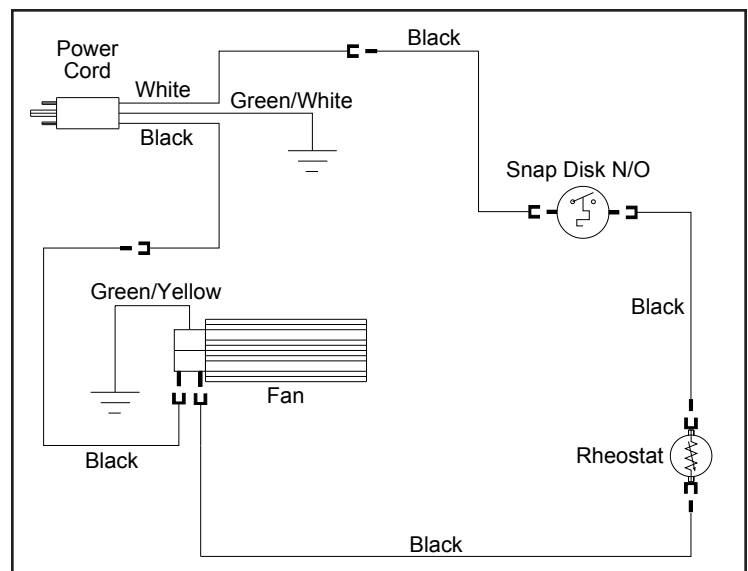 Power
Cord
Black
White
Green/White
Black
Snap Disk N/O
Green/Yellow
Black
Fan
Rheostat
Black
Black